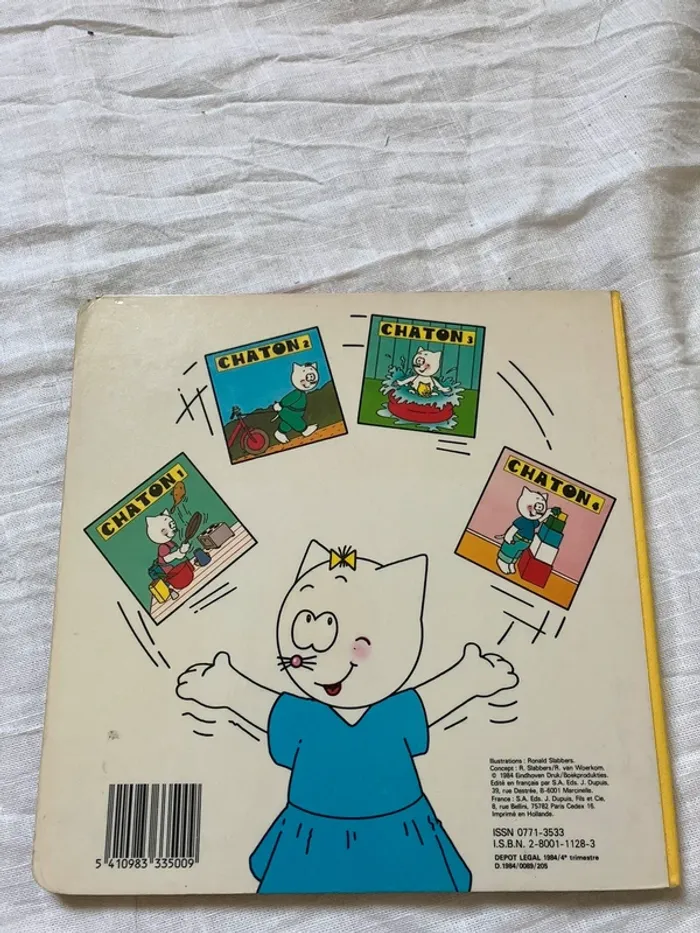 CHATON 2
CHATON 3
CHATON 1
CHATON 4
Illustrations : Ronald Slabbers.
Concept : R. Slabbers/R. van Woerkom.
© 1984 Eindhoven Druk/Boekprodukties.
Edité en français par S.A. Eds. J. Dupuis,
39, rue Destrée, B-6001 Marcinelle.
France : S.A. Eds. J. Dupuis, Fils et Cie,
8, rue Bellini, 75782 Paris Cedex 16.
Imprimé en Hollande.
ISSN 0771-3533
I.S.B.N. 2-8001-1128-3
DEPOT LEGAL 1984/4e trimestre
D.1984/0089/205
5 410983 335009